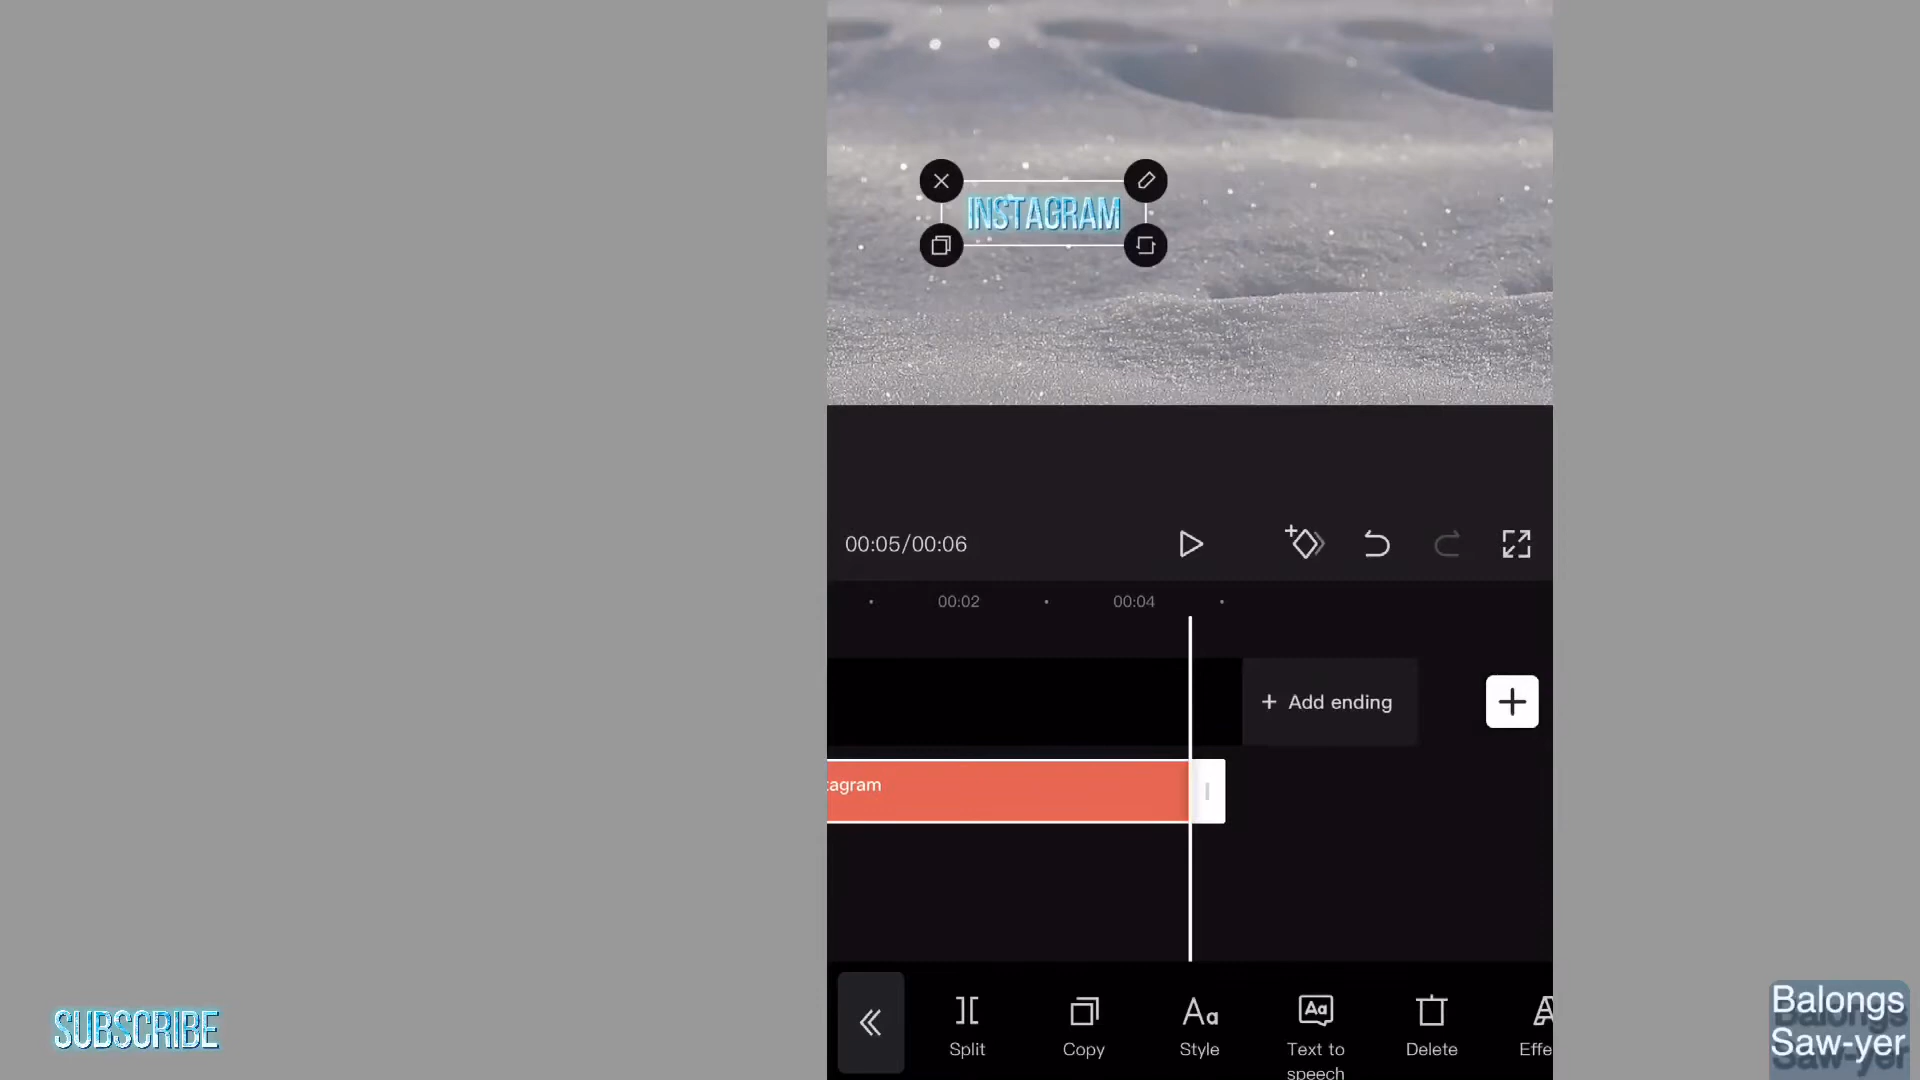 INSTAGRAM
00:05/00:06
00:02
00:04
+ Add ending
tagram
Split
Copy
Style
Text to
speech
Delete
Effe
SUBSCRIBE
Balongs
Saw-yer